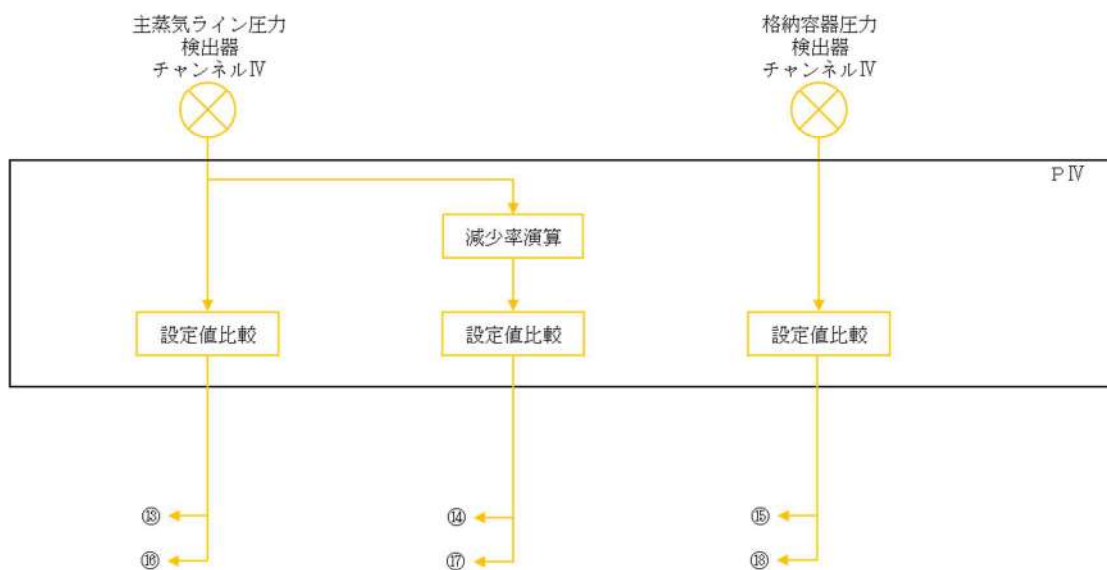 主蒸気ライン圧力
検出器
チャンネルⅣ
格納容器圧力
検出器
チャンネルⅣ
PⅣ
減少率演算
設定値比較
設定値比較
設定値比較
⑬
⑭
⑮
⑯
⑰
⑱